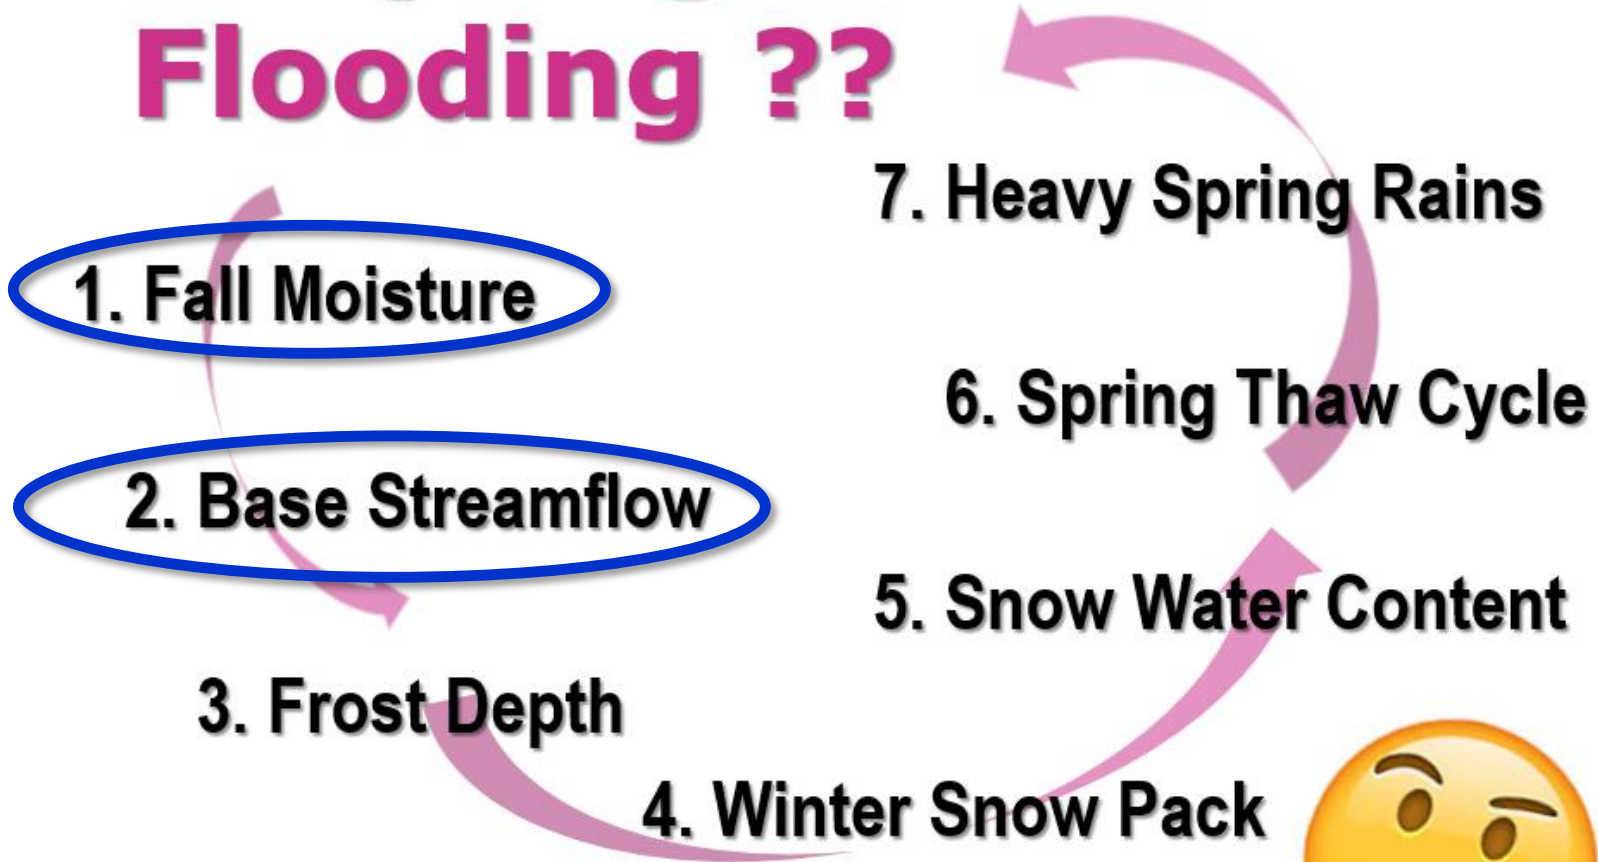 Flooding ??
1. Fall Moisture
2. Base Streamflow
3. Frost Depth
4. Winter Snow Pack
5. Snow Water Content
6. Spring Thaw Cycle
7. Heavy Spring Rains